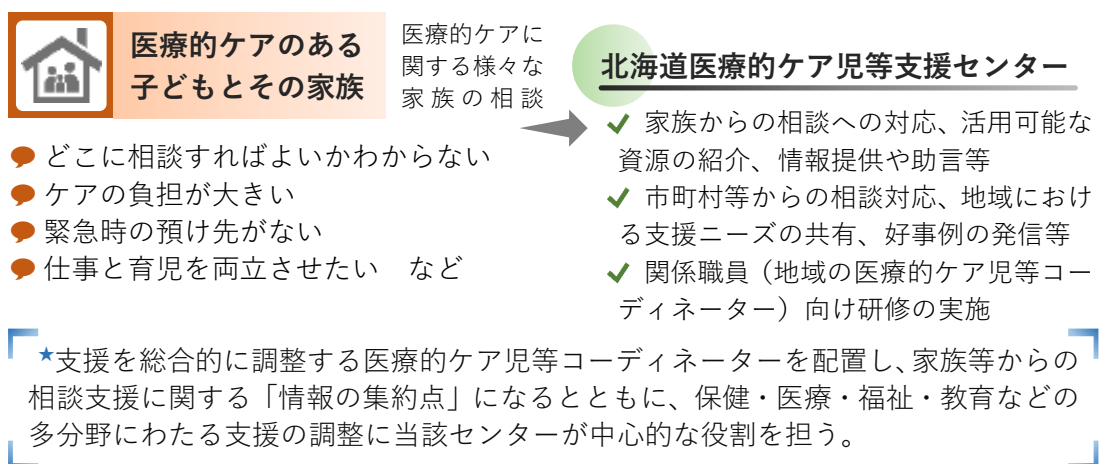 医療的ケアのある
子どもとその家族
医療的ケアに
関する様々な
家族の相談
どこに相談すればよいかわからない
ケアの負担が大きい
緊急時の預け先がない
仕事と育児を両立させたい　など
北海道医療的ケア児等支援センター
✓ 家族からの相談への対応、活用可能な
資源の紹介、情報提供や助言等
✓ 市町村等からの相談対応、地域におけ
る支援ニーズの共有、好事例の発信等
✓ 関係職員（地域の医療的ケア児等コー
ディネーター）向け研修の実施
★支援を総合的に調整する医療的ケア児等コーディネーターを配置し、家族等からの
相談支援に関する「情報の集約点」になるとともに、保健・医療・福祉・教育などの
多分野にわたる支援の調整に当該センターが中心的な役割を担う。